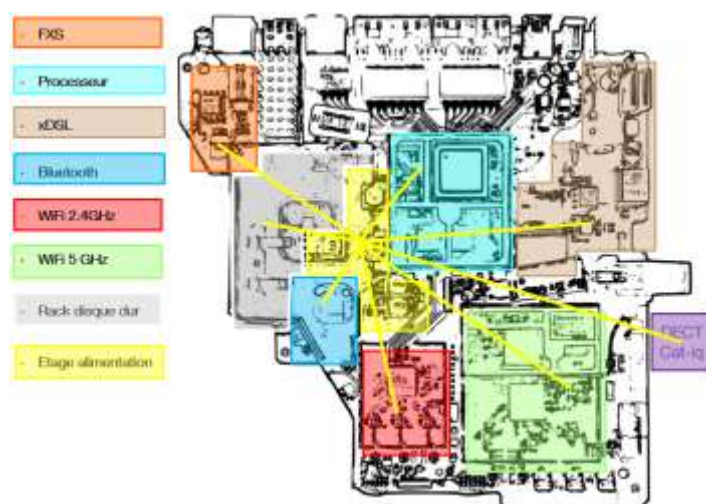 - FXS
- Processeur
- xDSL
- Bluetooth
- WiFi 2.4GHz
- WiFi 5 GHz
- Rack disque dur
- Etage alimentation
DECT
Cat-iq